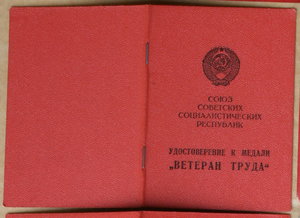 СОЮЗ
СОВЕТСКИХ
СОЦИАЛИСТИЧЕСКИХ
РЕСПУБЛИК
УДОСТОВЕРЕНИЕ К МЕДАЛИ
„ВЕТЕРАН ТРУДА“